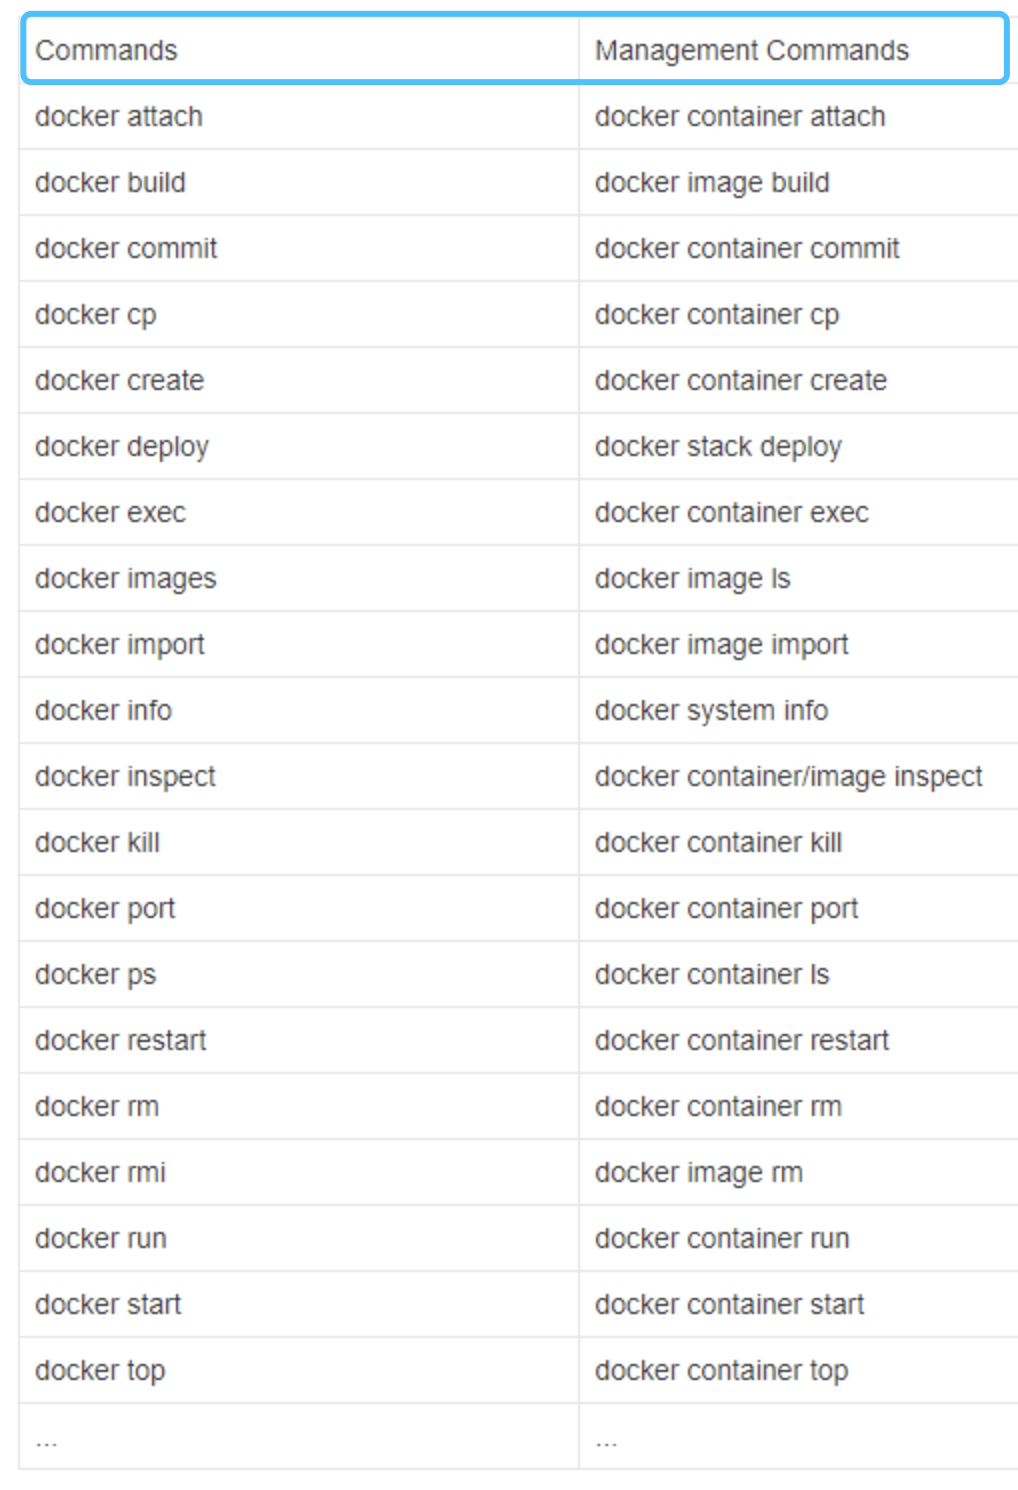 Commands Management Commands
docker attach docker container attach
docker build docker image build
docker commit docker container commit
docker cp docker container cp
docker create docker container create
docker deploy docker stack deploy
docker exec docker container exec
docker images docker image ls
docker import docker image import
docker info docker system info
docker inspect docker container/image inspect
docker kill docker container kill
docker port docker container port
docker ps docker container ls
docker restart docker container restart
docker rm docker container rm
docker rmi docker image rm
docker run docker container run
docker start docker container start
docker top docker container top
... ...